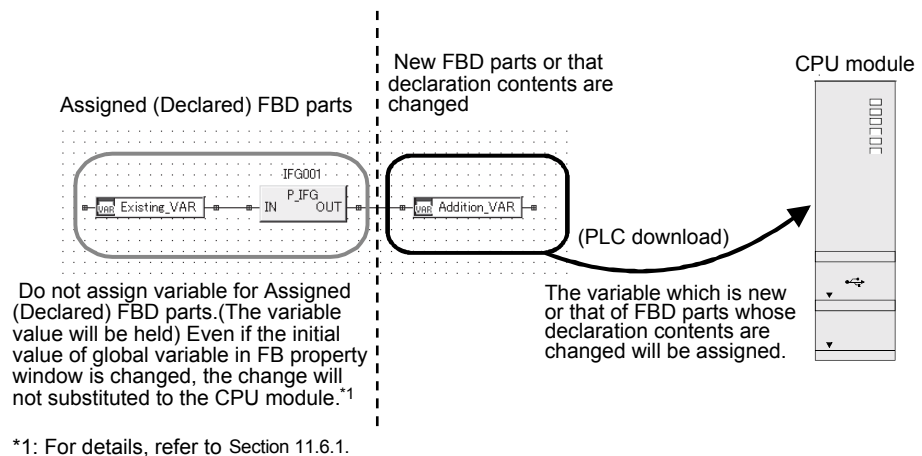 New FBD parts or that
declaration contents are
changed
CPU module
Assigned (Declared) FBD parts
IFG001
VAR Existing_VAR
P_IFG
IN OUT
VAR Addition_VAR
(PLC download)
Do not assign variable for Assigned
(Declared) FBD parts.(The variable
value will be held) Even if the initial
value of global variable in FB property
window is changed, the change will
not substituted to the CPU module.*1
The variable which is new
or that of FBD parts whose
declaration contents are
changed will be assigned.
*1: For details, refer to Section 11.6.1.